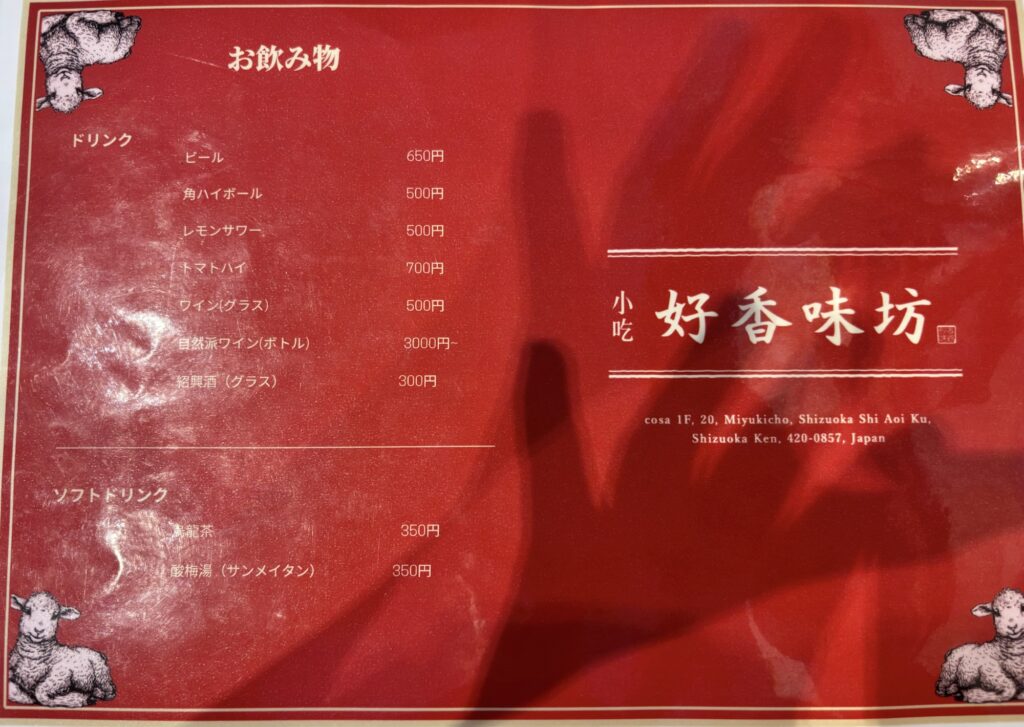 お飲み物
ドリンク
ビール 650円
角ハイボール 500円
レモンサワー 500円
トマトハイ 700円
ワイン(グラス) 500円
自然派ワイン(ボトル) 3000円~
紹興酒（グラス） 300円
ソフトドリンク
烏龍茶 350円
酸梅湯（サンメイタン） 350円
小吃 好香味坊
cosa 1F, 20, Miyukicho, Shizuoka Shi Aoi Ku,
Shizuoka Ken, 420-0857, Japan